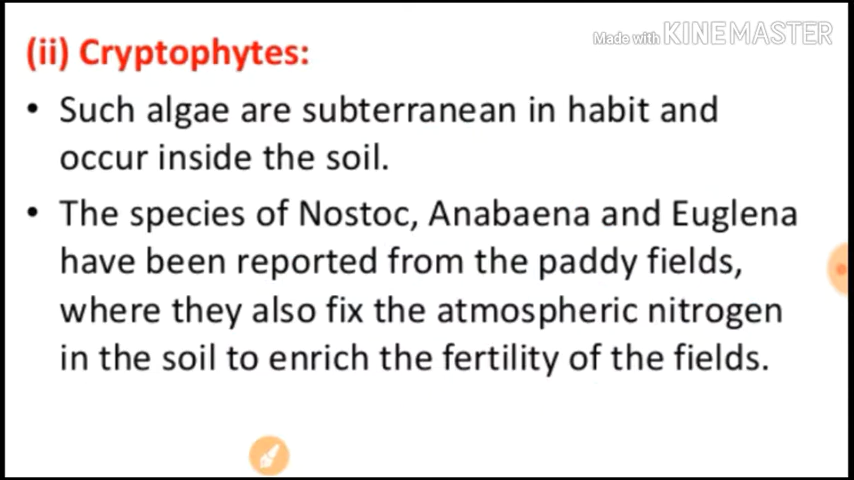 Made with KINEMASTER
(ii) Cryptophytes:
• Such algae are subterranean in habit and
occur inside the soil.
• The species of Nostoc, Anabaena and Euglena
have been reported from the paddy fields,
where they also fix the atmospheric nitrogen
in the soil to enrich the fertility of the fields.